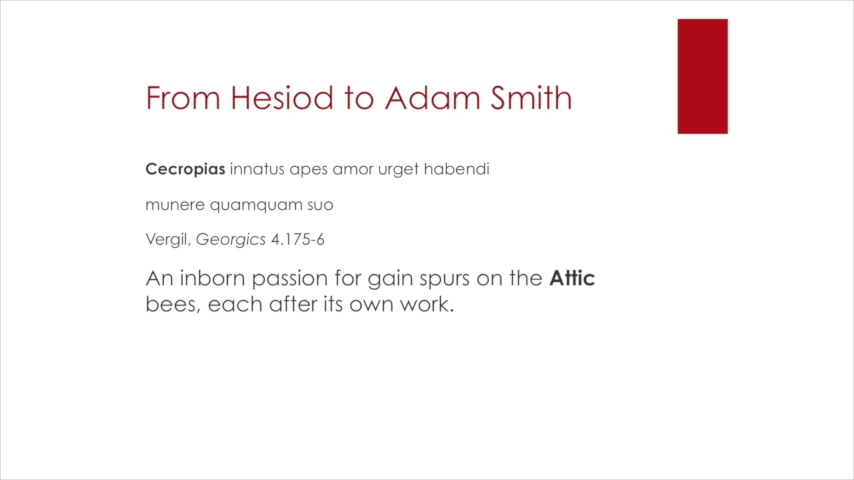 From Hesiod to Adam Smith
Cecropias innatus apes amor urget habendi
munere quamquam suo
Vergil, Georgics 4.175-6
An inborn passion for gain spurs on the Attic
bees, each after its own work.